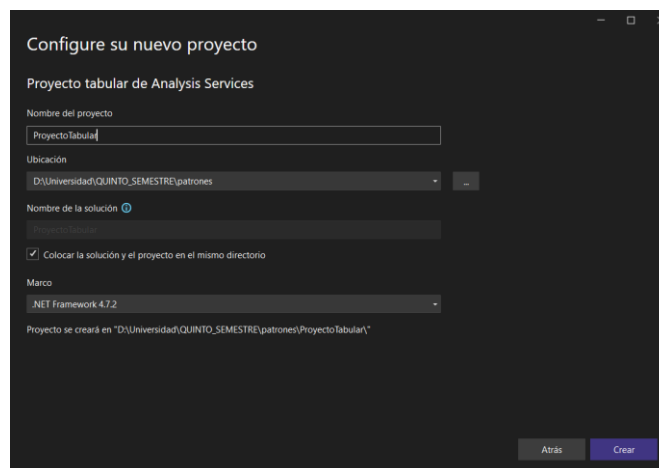 Configure su nuevo proyecto
Proyecto tabular de Analysis Services
Nombre del proyecto
ProyectoTabular
Ubicación
D:\Universidad\QUINTO_SEMESTRE\patrones
...
Nombre de la solución
ProyectoTabular
Colocar la solución y el proyecto en el mismo directorio
Marco
.NET Framework 4.7.2
Proyecto se creará en "D:\Universidad\QUINTO_SEMESTRE\patrones\ProyectoTabular\"
Atrás Crear